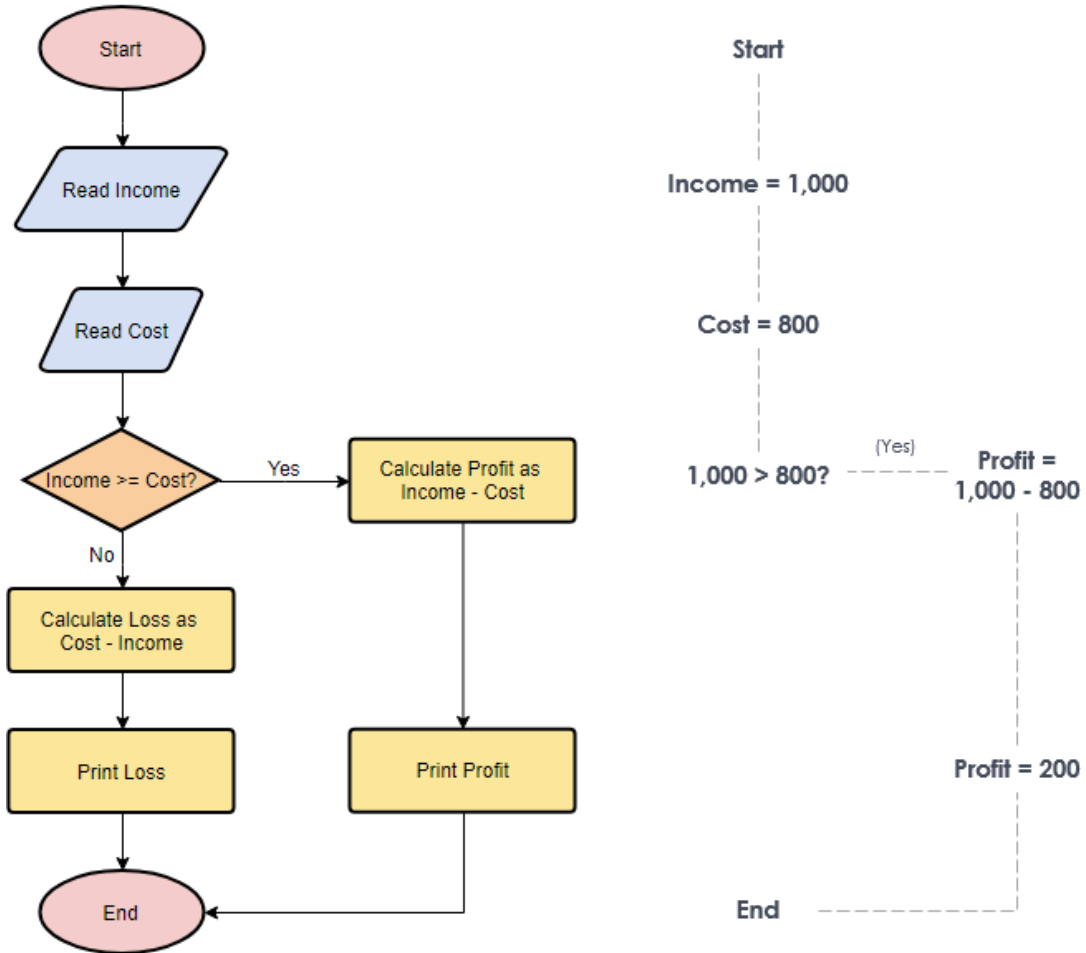 Start
Read Income
Read Cost
Income >= Cost?
Yes
Calculate Profit as
Income - Cost
No
Calculate Loss as
Cost - Income
Print Loss
Print Profit
End
Start
Income = 1,000
Cost = 800
1,000 > 800?
(Yes)
Profit =
1,000 - 800
Profit = 200
End